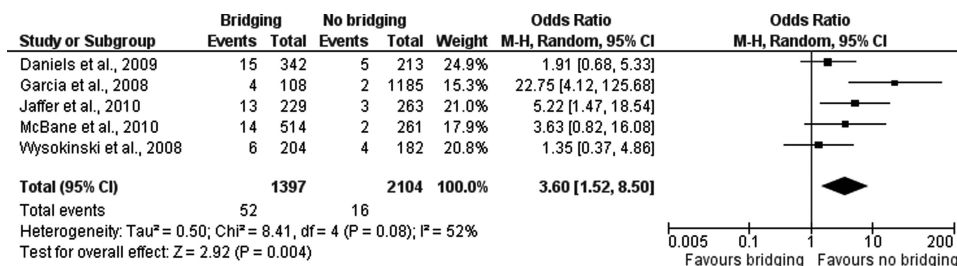 Bridging No bridging Odds Ratio Odds Ratio
Study or Subgroup Events Total Events Total Weight M-H, Random, 95% CI M-H, Random, 95% CI
Daniels et al., 2009 15 342 5 213 24.9% 1.91 [0.68, 5.33]
Garcia et al., 2008 4 108 2 1185 15.3% 22.75 [4.12, 125.68]
Jaffer et al., 2010 13 229 3 263 21.0% 5.22 [1.47, 18.54]
McBane et al., 2010 14 514 2 261 17.9% 3.63 [0.82, 16.08]
Wysokinski et al., 2008 6 204 4 182 20.8% 1.35 [0.37, 4.86]
Total (95% CI) 1397 2104 100.0% 3.60 [1.52, 8.50]
Total events 52 16
Heterogeneity: Tau² = 0.50; Chi² = 8.41, df = 4 (P = 0.08); I² = 52%
Test for overall effect: Z = 2.92 (P = 0.004)
0.005 0.1 1 10 200
Favours bridging Favours no bridging